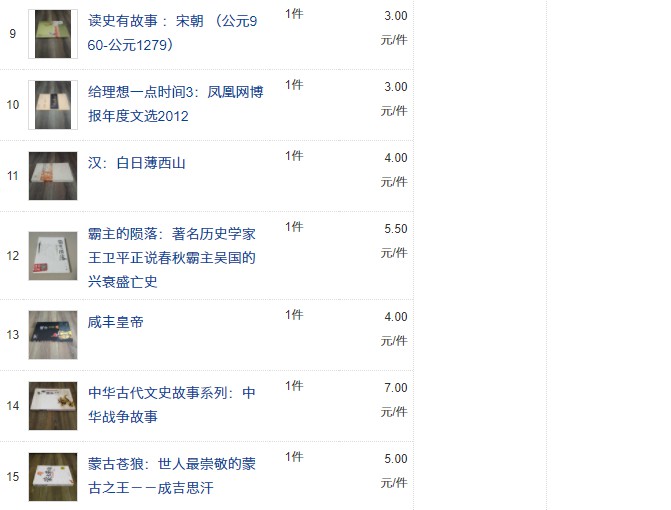 9
读史有故事 ：宋朝 （公元9
60-公元1279）
1件
3.00
元/件
10
给理想一点时间3：凤凰网博
报年度文选2012
1件
3.00
元/件
11
汉：白日薄西山
1件
4.00
元/件
12
霸主的陨落：著名历史学家
王卫平正说春秋霸主吴国的
兴衰盛亡史
1件
5.50
元/件
13
咸丰皇帝
1件
4.00
元/件
14
中华古代文史故事系列：中
华战争故事
1件
7.00
元/件
15
蒙古苍狼：世人最崇敬的蒙
古之王－－成吉思汗
1件
5.00
元/件